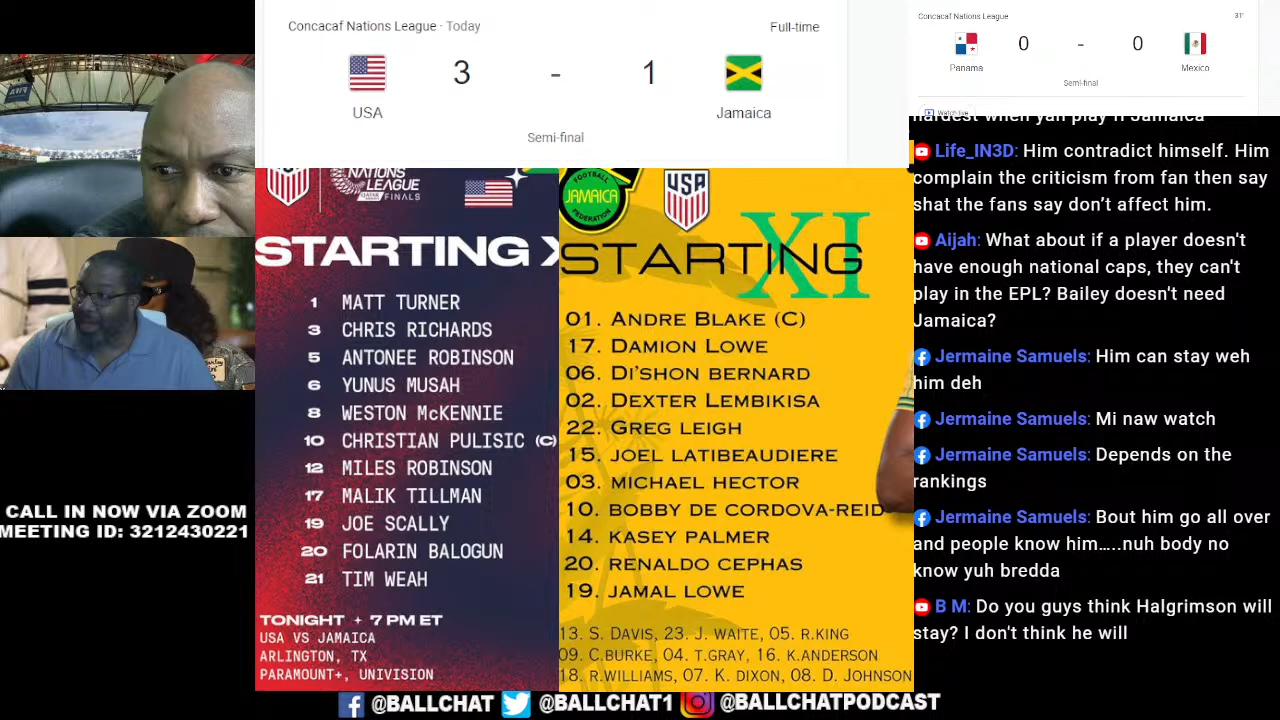 Concacaf Nations League · Today
Full-time
3 - 1
USA
Jamaica
Semi-final
Concacaf Nations League
31'
0 - 0
Panama
Mexico
Semi-final
Watch live
NATIONS
LEAGUE
FINALS
STARTING X
1 MATT TURNER
3 CHRIS RICHARDS
5 ANTONEE ROBINSON
6 YUNUS MUSAH
8 WESTON McKENNIE
10 CHRISTIAN PULISIC (C)
12 MILES ROBINSON
17 MALIK TILLMAN
19 JOE SCALLY
20 FOLARIN BALOGUN
21 TIM WEAH
TONIGHT + 7 PM ET
USA VS JAMAICA
ARLINGTON, TX
PARAMOUNT+, UNIVISION
FOOTBALL
JAMAICA
FEDERATION
USA
STARTING
XI
01. ANDRE BLAKE (C)
17. DAMION LOWE
06. DI'SHON BERNARD
02. DEXTER LEMBIKISA
22. GREG LEIGH
15. JOEL LATIBEAUDIERE
03. MICHAEL HECTOR
10. BOBBY DE CORDOVA-REID
14. KASEY PALMER
20. RENALDO CEPHAS
19. JAMAL LOWE
13. S. DAVIS, 23. J. WAITE, 05. R.KING
09. C.BURKE, 04. T.GRAY, 16. K.ANDERSON
18. R.WILLIAMS, 07. K. DIXON, 08. D. JOHNSON
hardest when yah play fi Jamaica
Life_IN3D: Him contradict himself. Him
complain the criticism from fan then say
shat the fans say don't affect him.
Aijah: What about if a player doesn't
have enough national caps, they can't
play in the EPL? Bailey doesn't need
Jamaica?
Jermaine Samuels: Him can stay weh
him deh
Jermaine Samuels: Mi naw watch
Jermaine Samuels: Depends on the
rankings
Jermaine Samuels: Bout him go all over
and people know him…..nuh body no
know yuh bredda
B M: Do you guys think Halgrimson will
stay? I don't think he will
CALL IN NOW VIA ZOOM
MEETING ID: 3212430221
@BALLCHAT @BALLCHAT1 @BALLCHATPODCAST